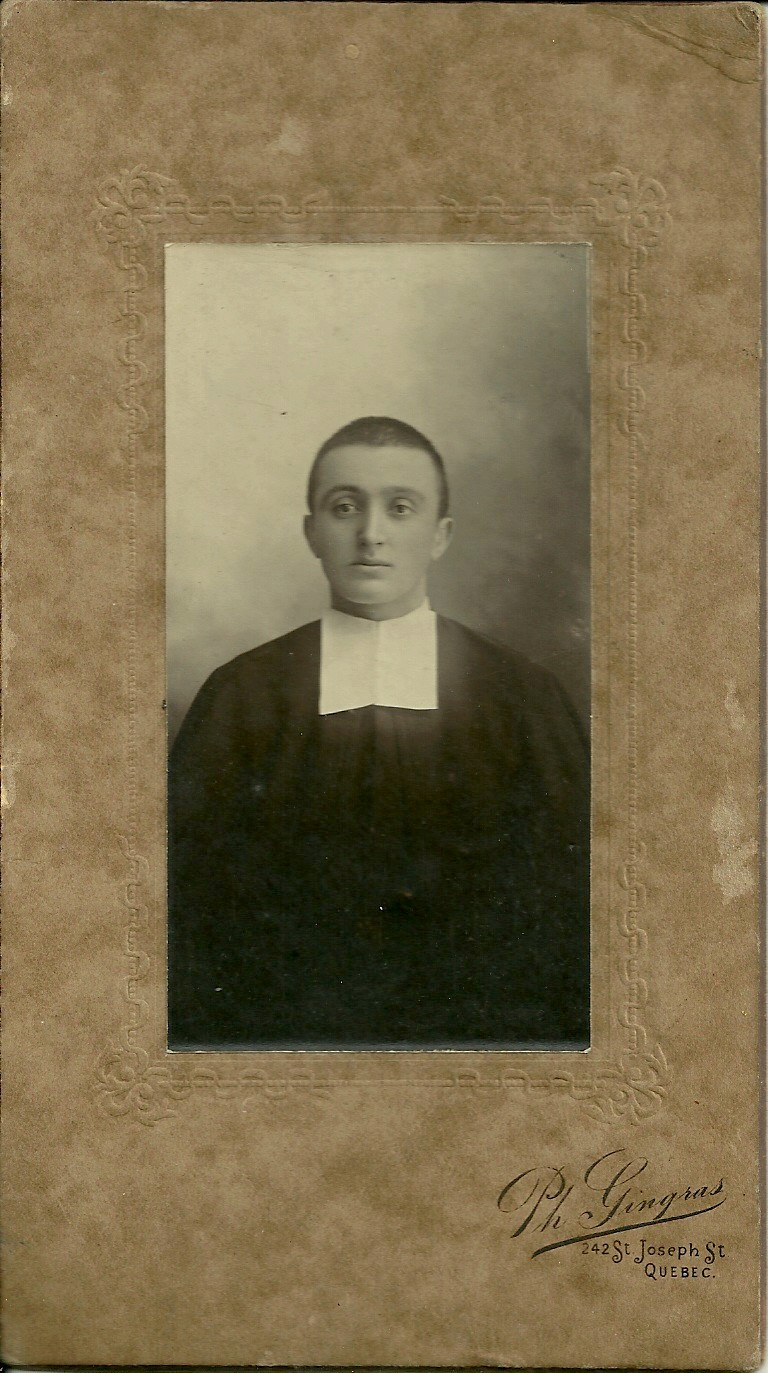 Ph Gingras
242 St Joseph St
QUEBEC.